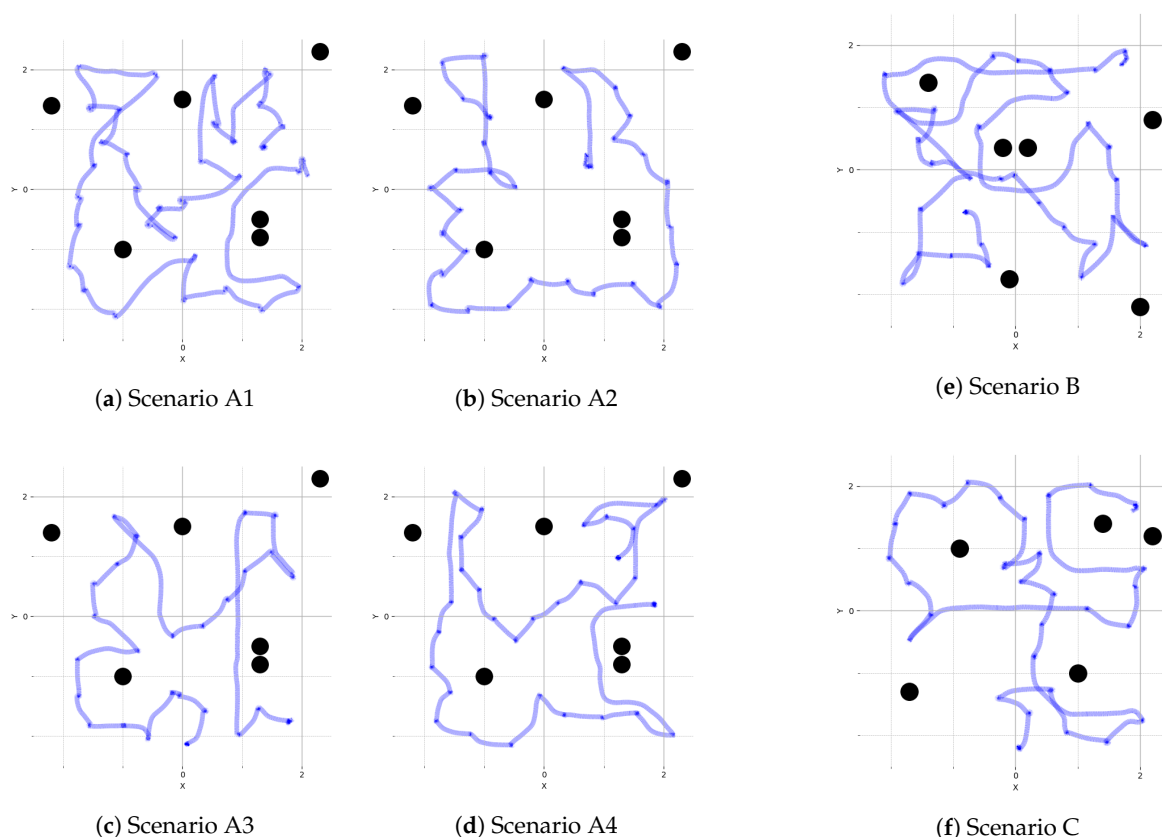 2
0
Y
0
2
X
(a) Scenario A1
2
0
Y
0
2
X
(b) Scenario A2
2
0
Y
0
2
X
(e) Scenario B
2
0
Y
0
2
X
(c) Scenario A3
2
0
Y
0
2
X
(d) Scenario A4
2
0
Y
0
2
X
(f) Scenario C